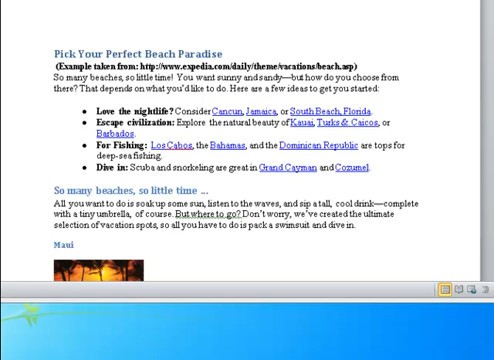 Pick Your Perfect Beach Paradise
(Example taken from: http://www.expedia.com/daily/theme/vacations/beach.asp)
So many beaches, so little time! You want sunny and sandy—but how do you choose from
there? That depends on what you'd like to do. Here are a few ideas to get you started:
• Love the nightlife? Consider Cancun, Jamaica, or South Beach, Florida.
• Escape civilization: Explore the natural beauty of Kauai, Turks & Caicos, or
Barbados.
• For Fishing: Los Cabos, the Bahamas, and the Dominican Republic are tops for
deep-sea fishing.
• Dive in: Scuba and snorkeling are great in Grand Cayman and Cozumel.
So many beaches, so little time ...
All you want to do is soak up some sun, listen to the waves, and sip a tall, cool drink—complete
with a tiny umbrella, of course. But where to go? Don't worry, we've created the ultimate
selection of vacation spots, so all you have to do is pack a swimsuit and dive in.
Maui